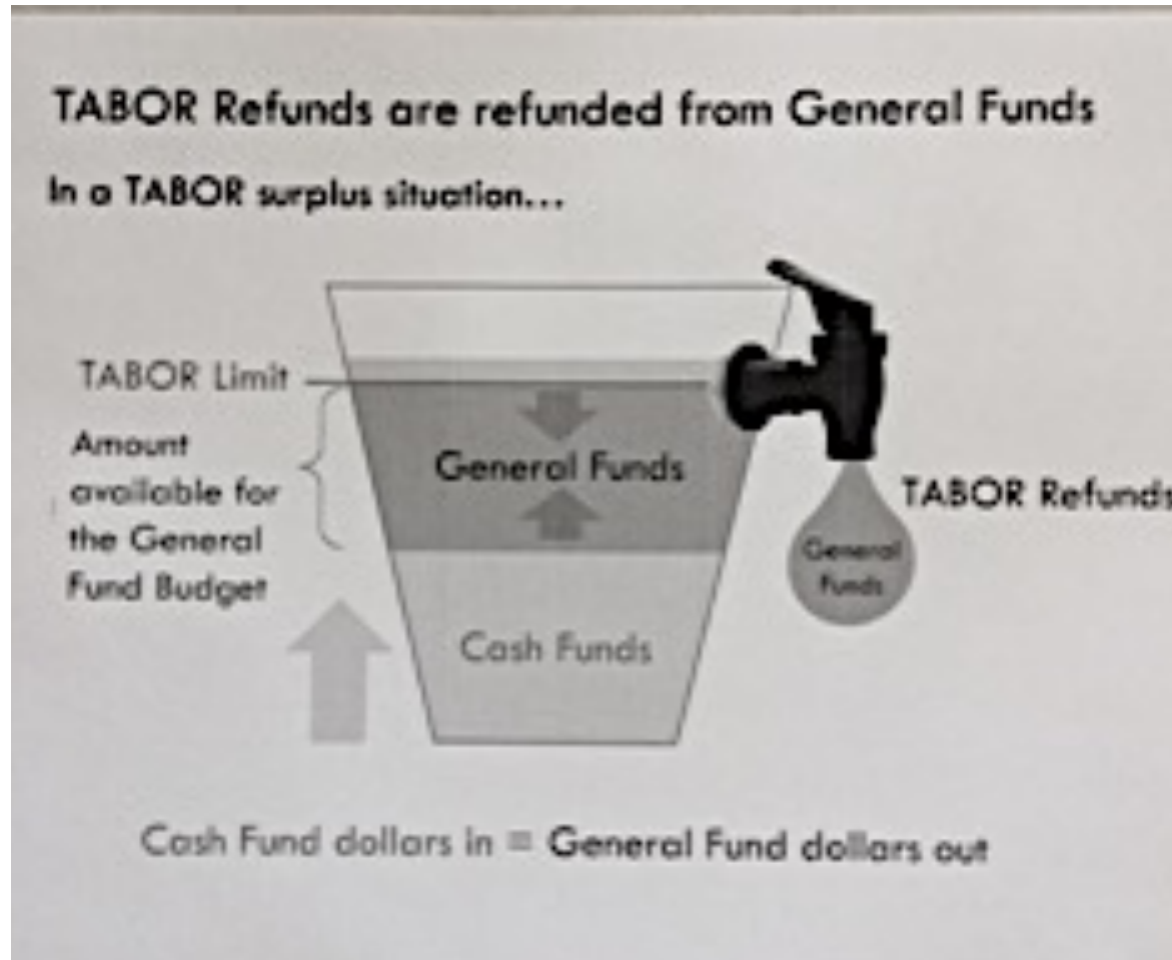 TABOR Refunds are refunded from General Funds
In a TABOR surplus situation...
TABOR Limit
Amount
available for
the General
Fund Budget
General Funds
Cash Funds
TABOR Refunds
General
Funds
Cash Fund dollars in = General Fund dollars out